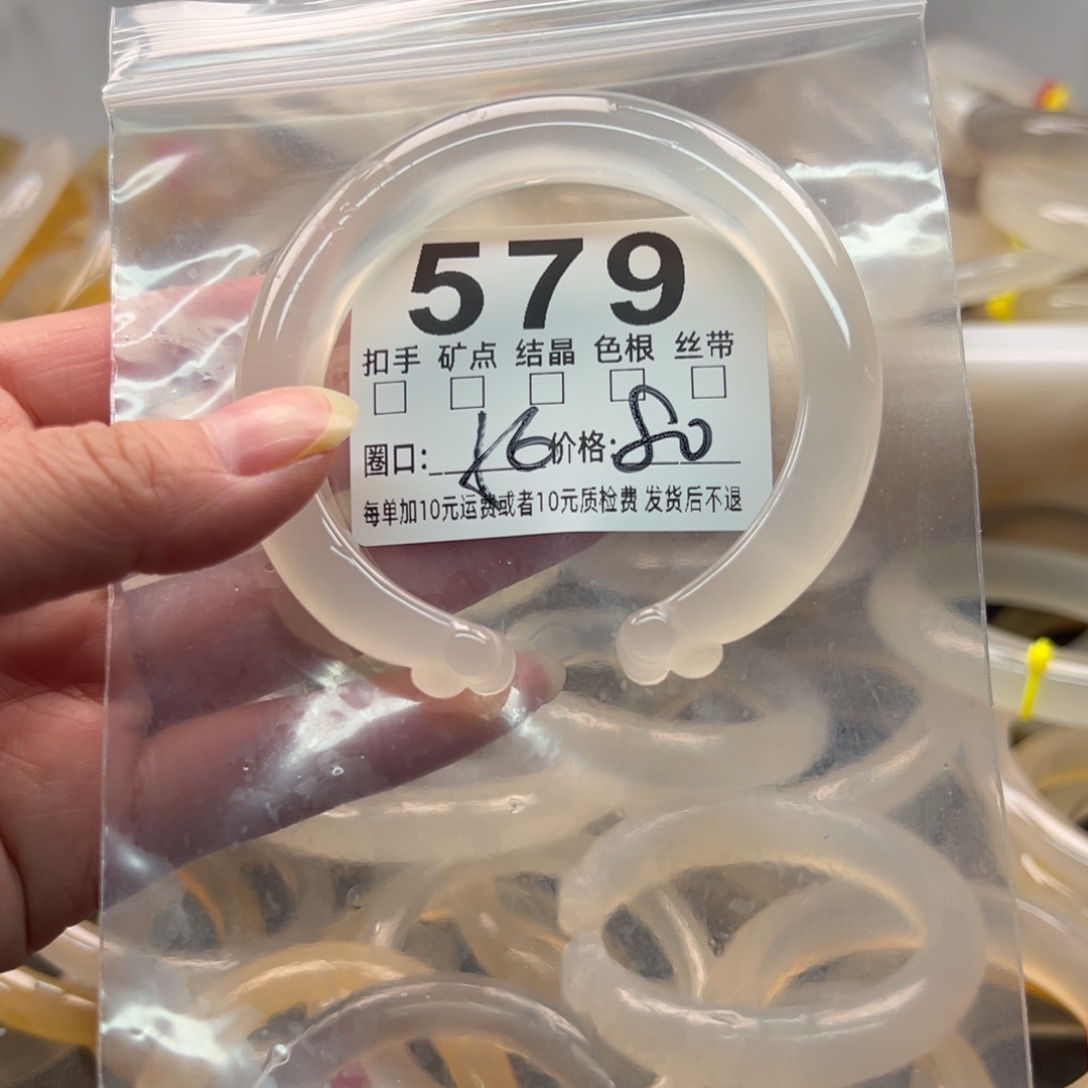 579
扣手 矿点 结晶 色根 丝带
□ □ □ □ □
圈口: 价格:80
每单加10元运费或者10元质检费 发货后不退